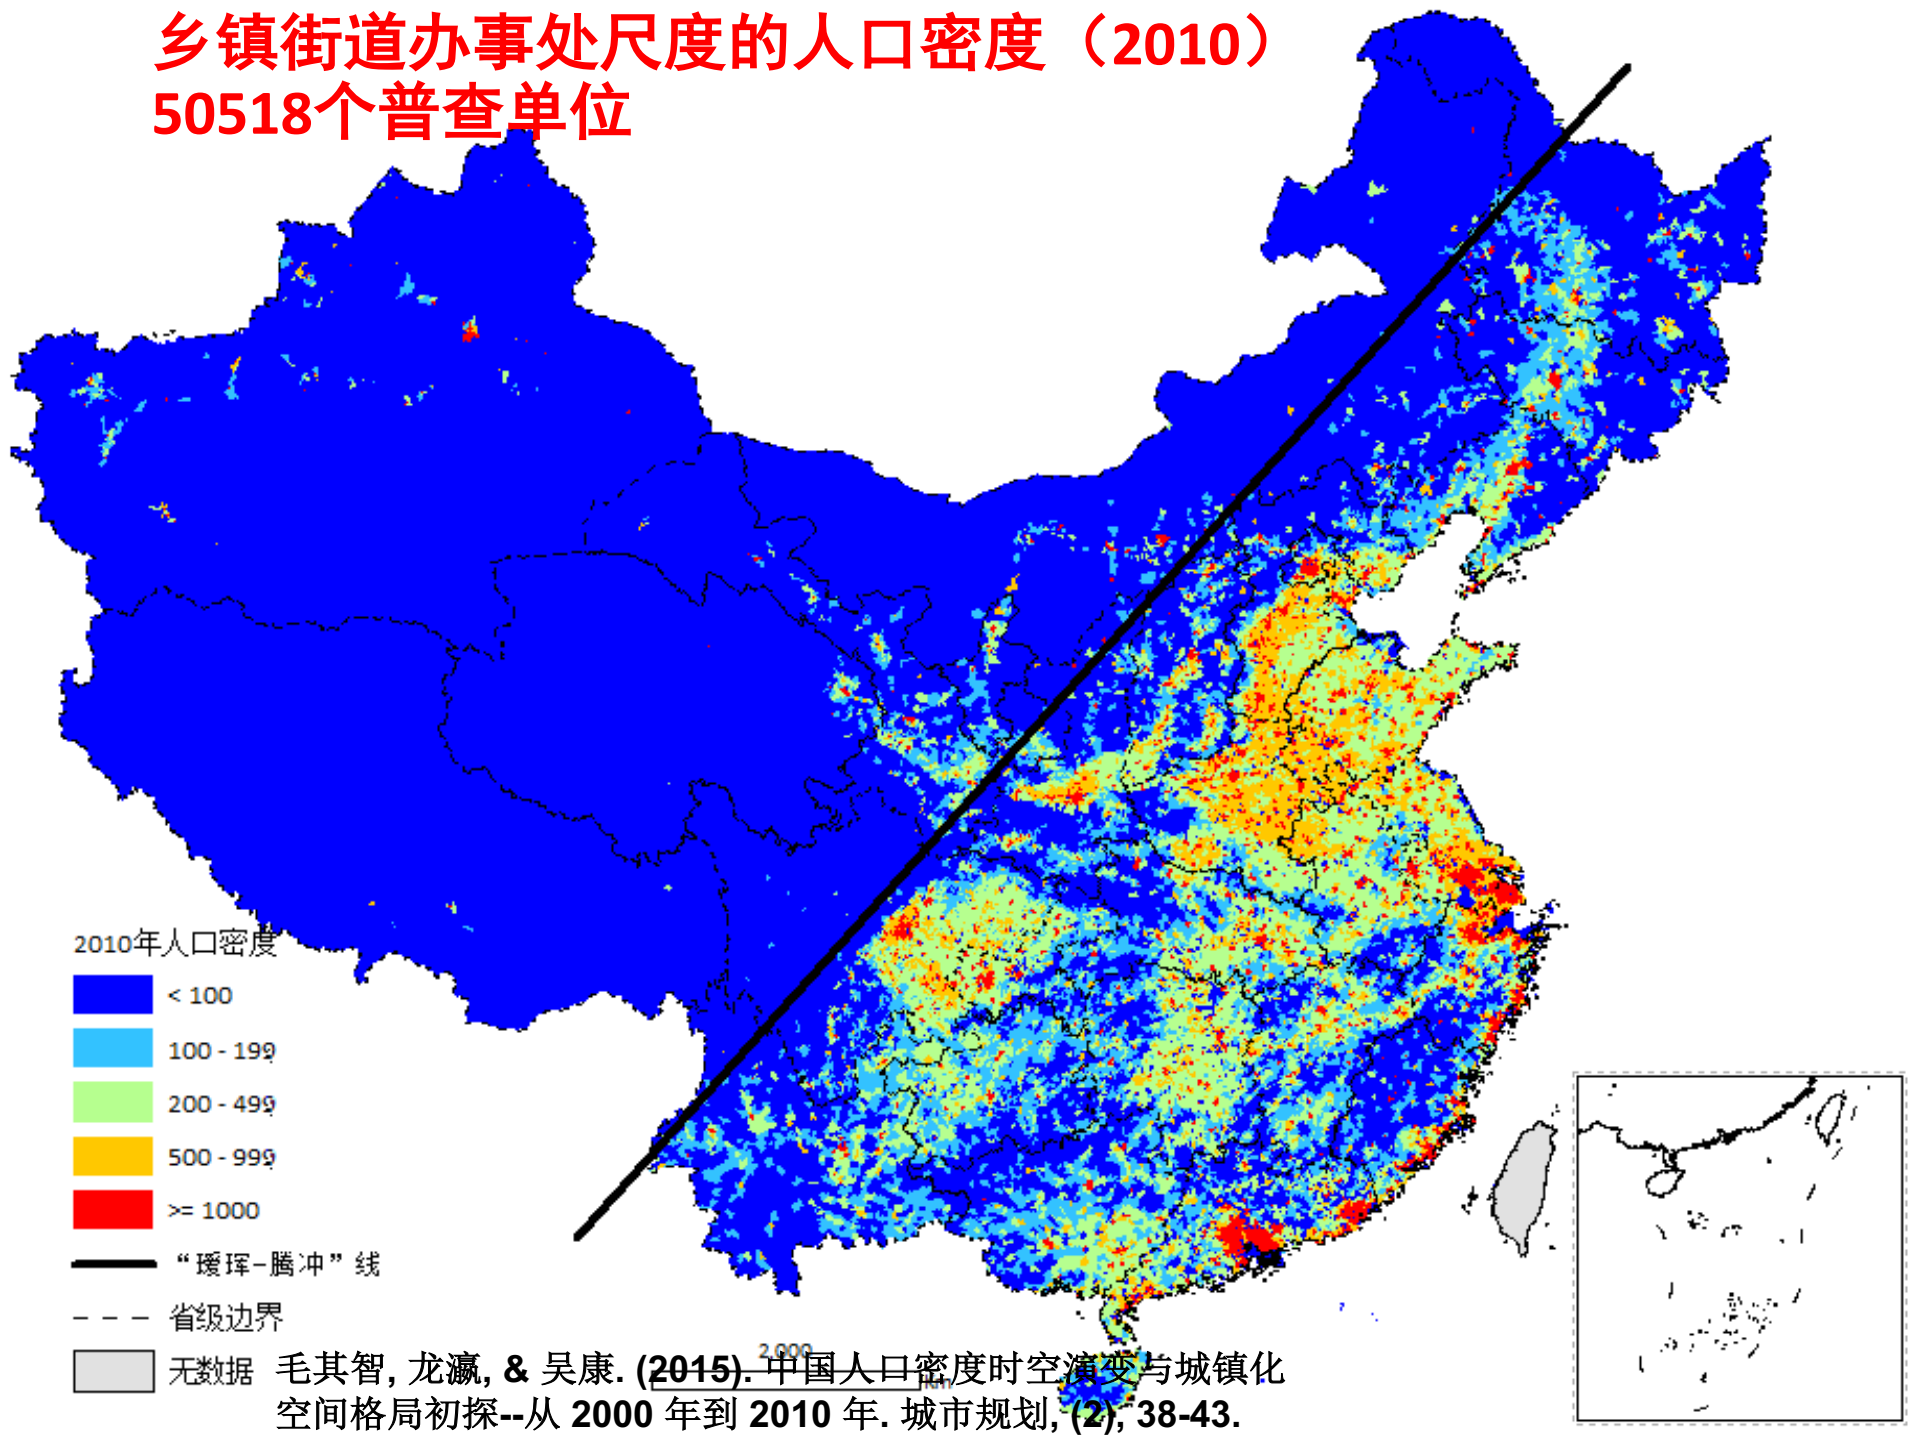 乡镇街道办事处尺度的人口密度（2010）
50518个普查单位
2010年人口密度
< 100
100 - 199
200 - 499
500 - 999
>= 1000
“瑷珲-腾冲”线
省级边界
无数据
2,000
km
毛其智, 龙瀛, & 吴康. (2015). 中国人口密度时空演变与城镇化
空间格局初探--从 2000 年到 2010 年. 城市规划, (2), 38-43.